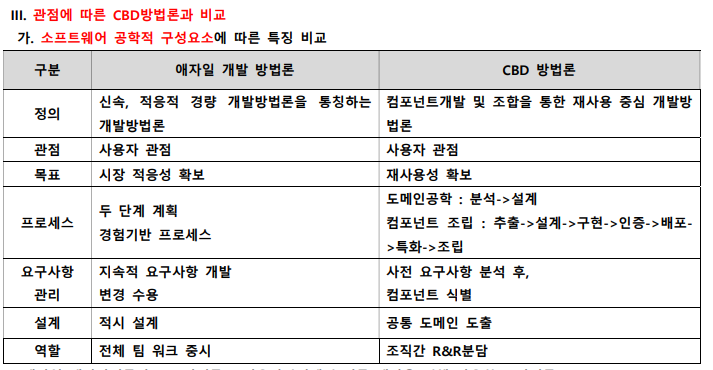 III. 관점에 따른 CBD방법론과 비교
가. 소프트웨어 공학적 구성요소에 따른 특징 비교
구분 애자일 개발 방법론 CBD 방법론
정의 신속, 적응적 경량 개발방법론을 통칭하는 개발방법론 컴포넌트개발 및 조합을 통한 재사용 중심 개발방법론
관점 사용자 관점 사용자 관점
목표 시장 적응성 확보 재사용성 확보
프로세스 두 단계 계획 경험기반 프로세스 도메인공학 : 분석->설계 컴포넌트 조립 : 추출->설계->구현->인증->배포->특화->조립
요구사항 관리 지속적 요구사항 개발 변경 수용 사전 요구사항 분석 후, 컴포넌트 식별
설계 적시 설계 공통 도메인 도출
역할 전체 팀 워크 중시 조직간 R&R분담